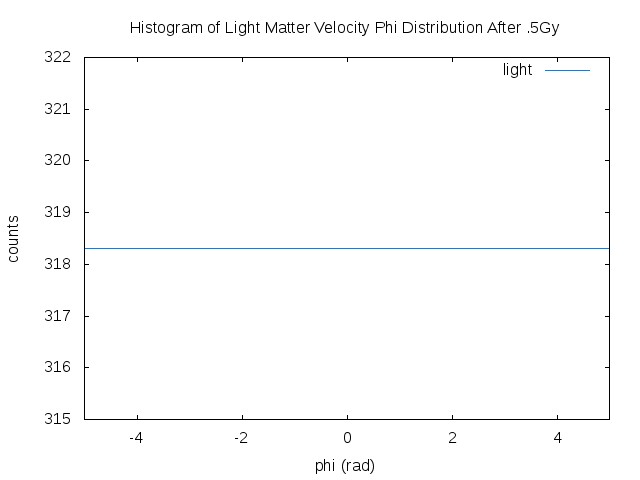 Histogram of Light Matter Velocity Phi Distribution After .5Gy
322
light
321
320
319
counts
318
317
316
315
-4 -2 0 2 4
phi (rad)